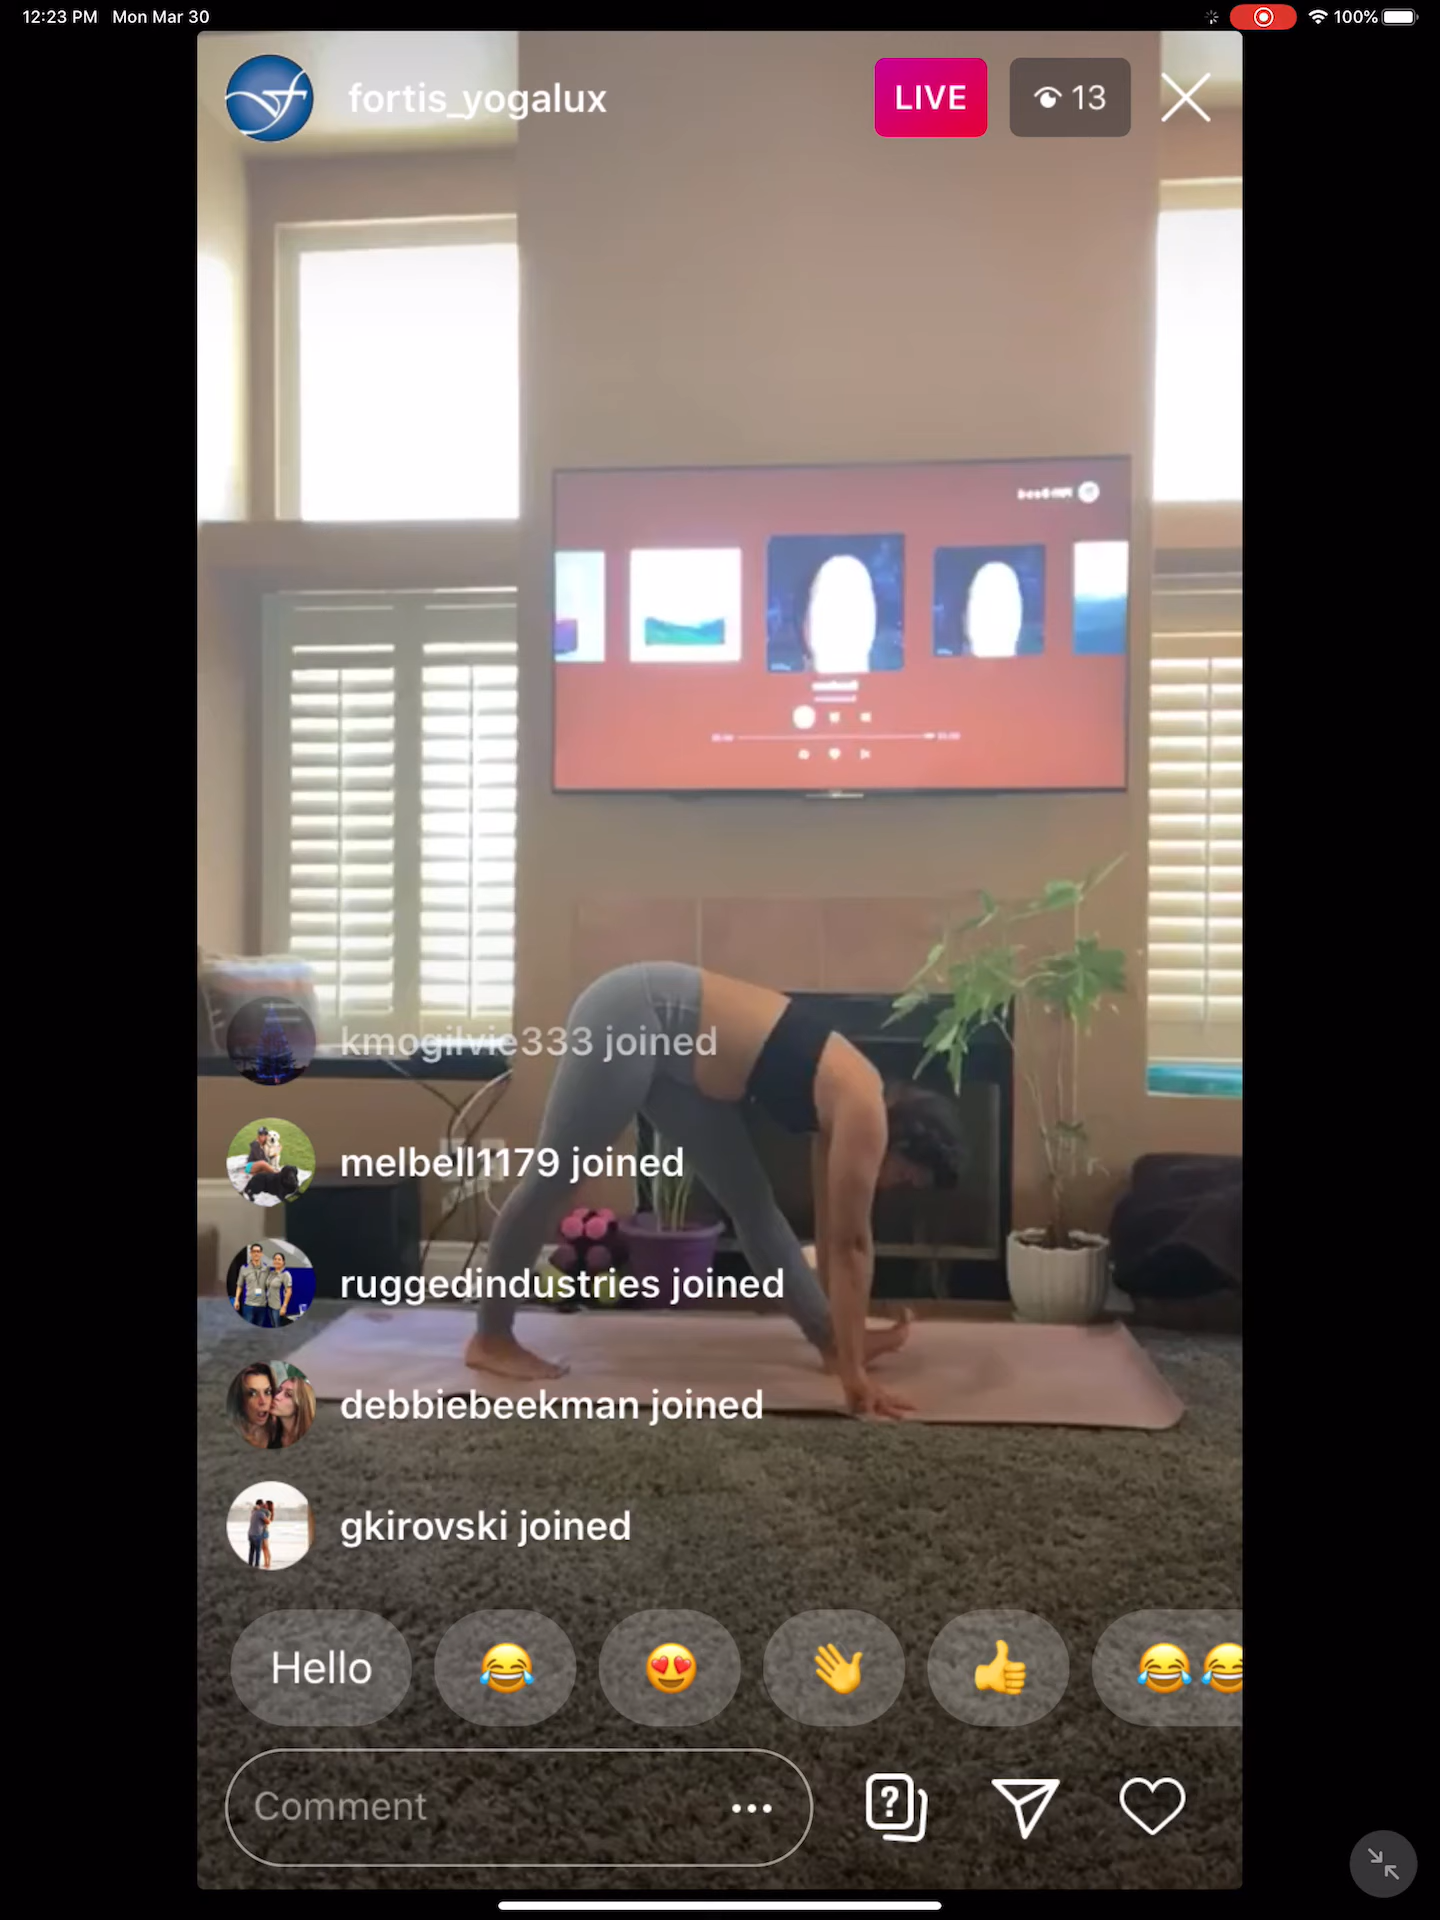 12:23 PM Mon Mar 30
100%
fortis_yogalux
LIVE
13
kmogilvie333 joined
melbell1179 joined
ruggedindustries joined
debbiebeekman joined
gkirovski joined
Hello
Comment